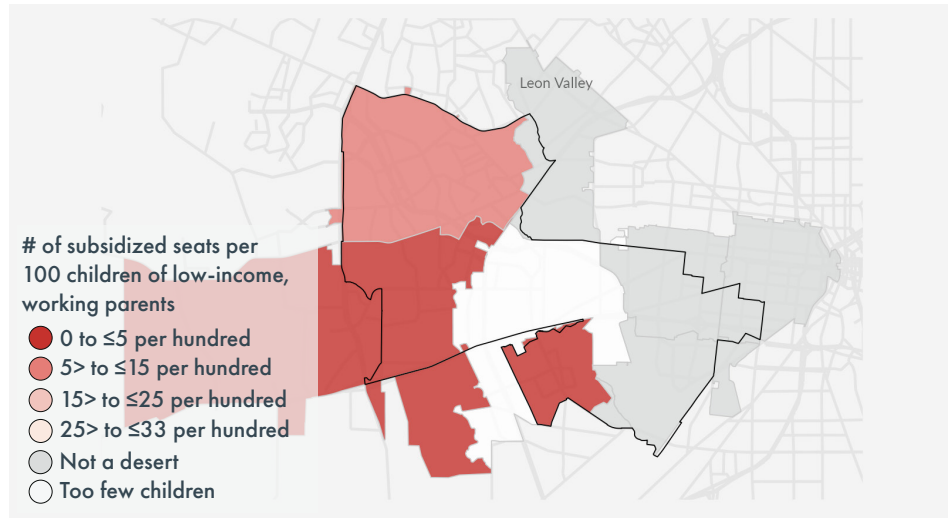 Leon Valley
# of subsidized seats per
100 children of low-income,
working parents
0 to ≤5 per hundred
5> to ≤15 per hundred
15> to ≤25 per hundred
25> to ≤33 per hundred
Not a desert
Too few children